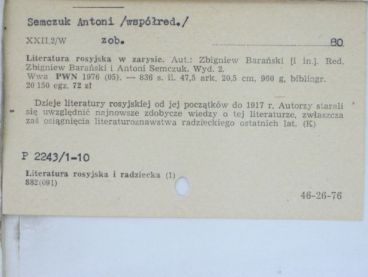 Semczuk Antoni /współred./
XXII.2/W zob. 80
Literatura rosyjska w zarysie. Aut.: Zbigniew Barański [i in.]. Red.
Zbigniew Barański i Antoni Semczuk. Wyd. 2.
Wwa PWN 1976 (05). — 836 s. il. 47,5 ark. 20,5 cm, 960 g, bibliogr.
20 150 egz. 72 zł
Dzieje literatury rosyjskiej od jej początków do 1917 r. Autorzy starali
się uwzględnić najnowsze zdobycze wiedzy o tej literaturze, zwłaszcza
zaś osiągnięcia literaturoznawstwa radzieckiego ostatnich lat. (K)
P 2243/1-10
Literatura rosyjska i radziecka (1)
882(091)
46-26-76